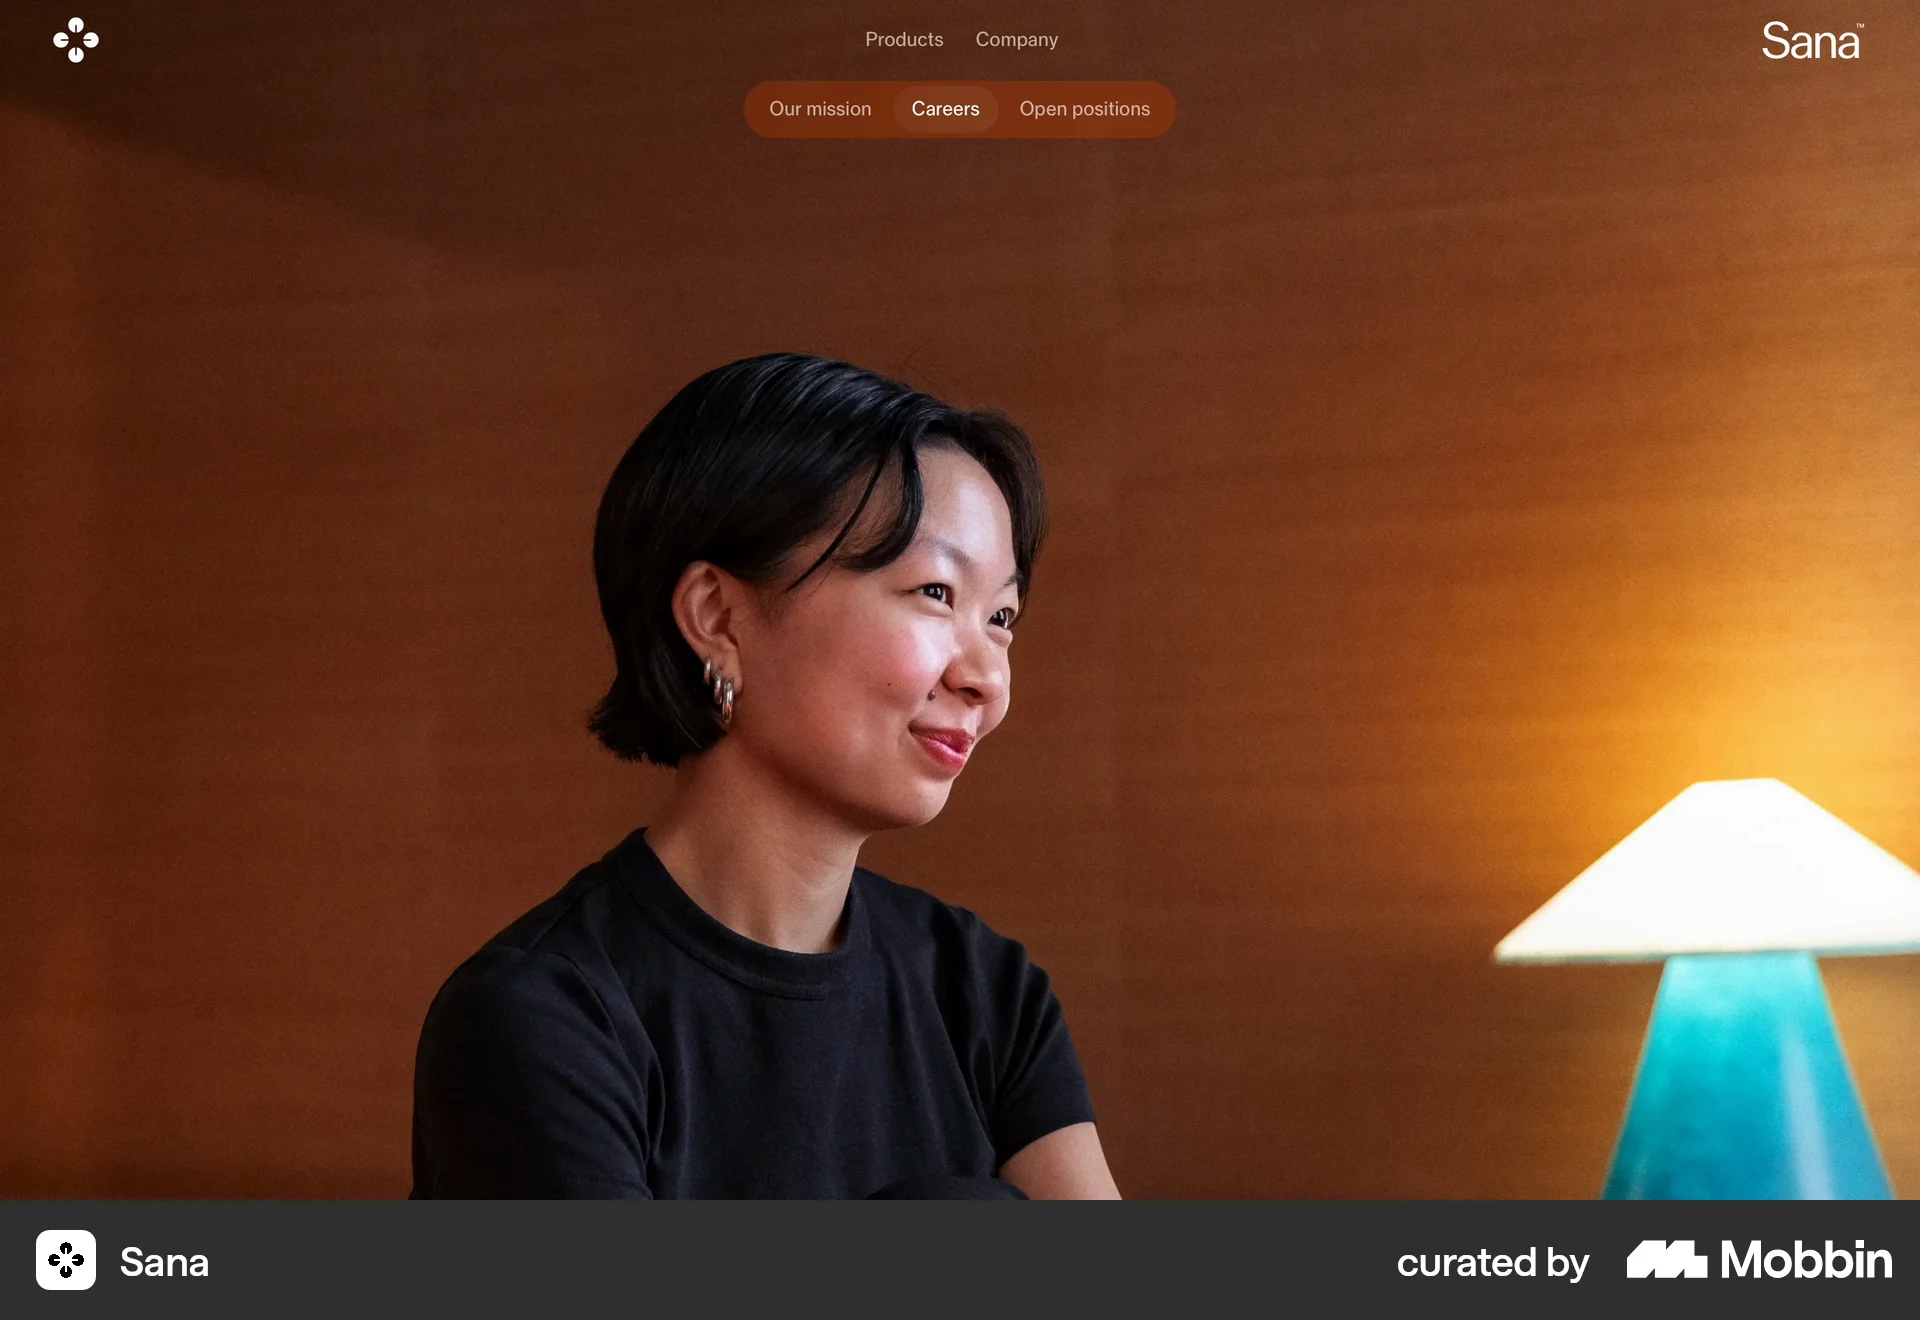 Products Company
Sana™
Our mission Careers Open positions
Sana
curated by Mobbin